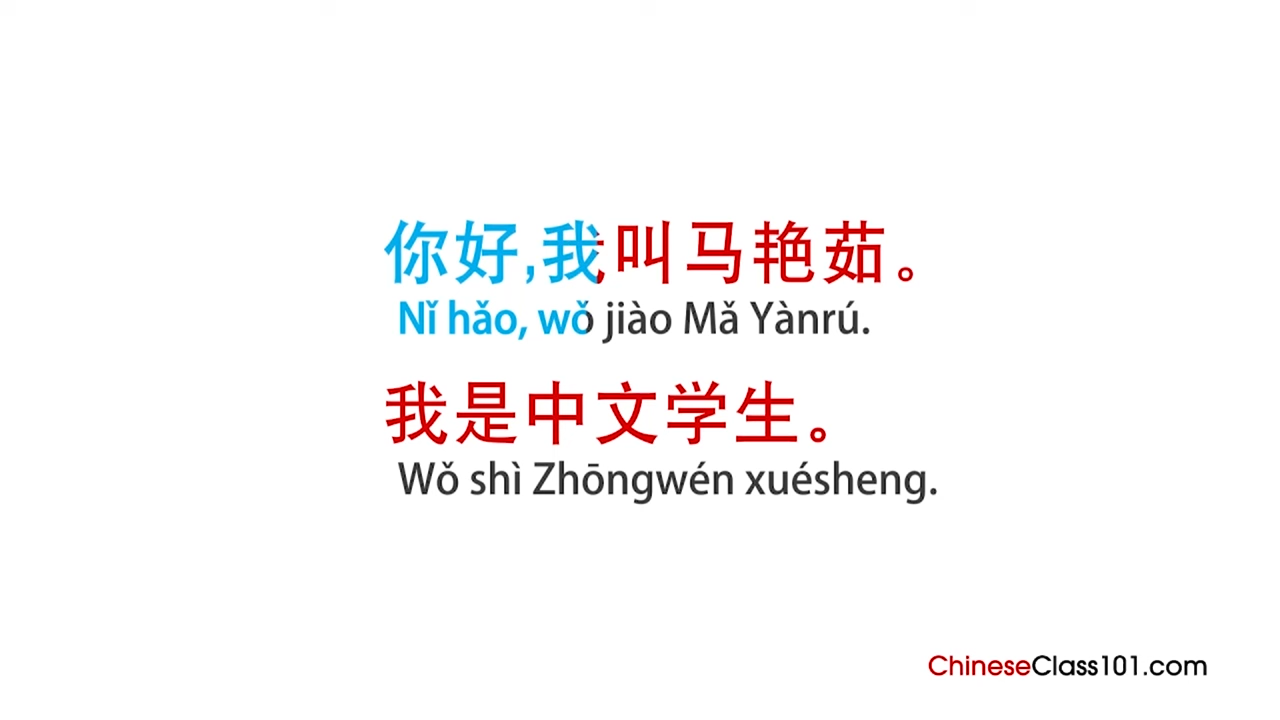 你好,我叫马艳茹。
Nǐ hǎo, wǒ jiào Mǎ Yànrú.
我是中文学生。
Wǒ shì Zhōngwén xuésheng.
ChineseClass101.com